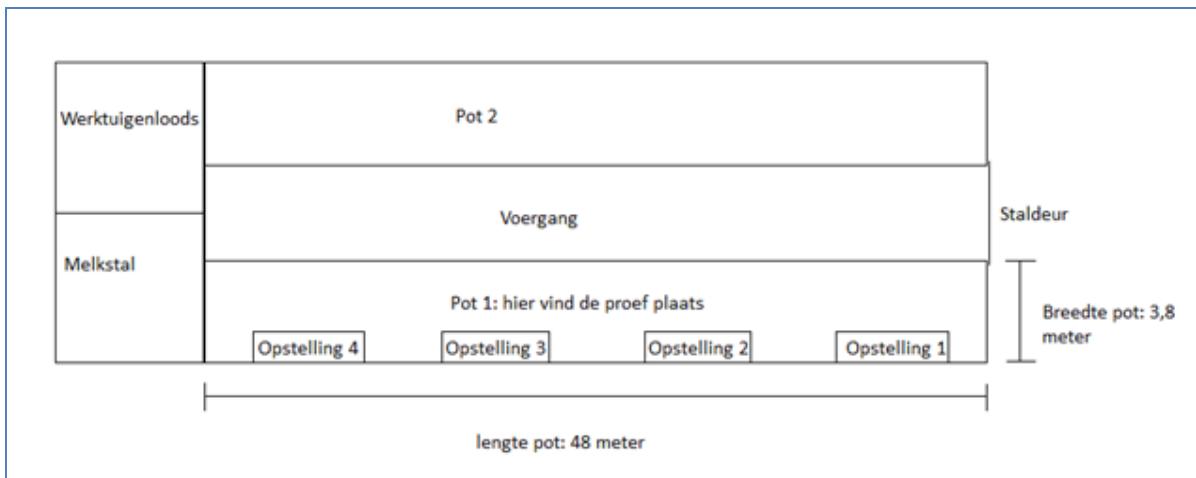 Werktuigenloods
Pot 2
Voergang
Staldeur
Melkstal
Pot 1: hier vind de proef plaats
Breedte pot: 3,8
meter
Opstelling 4
Opstelling 3
Opstelling 2
Opstelling 1
lengte pot: 48 meter